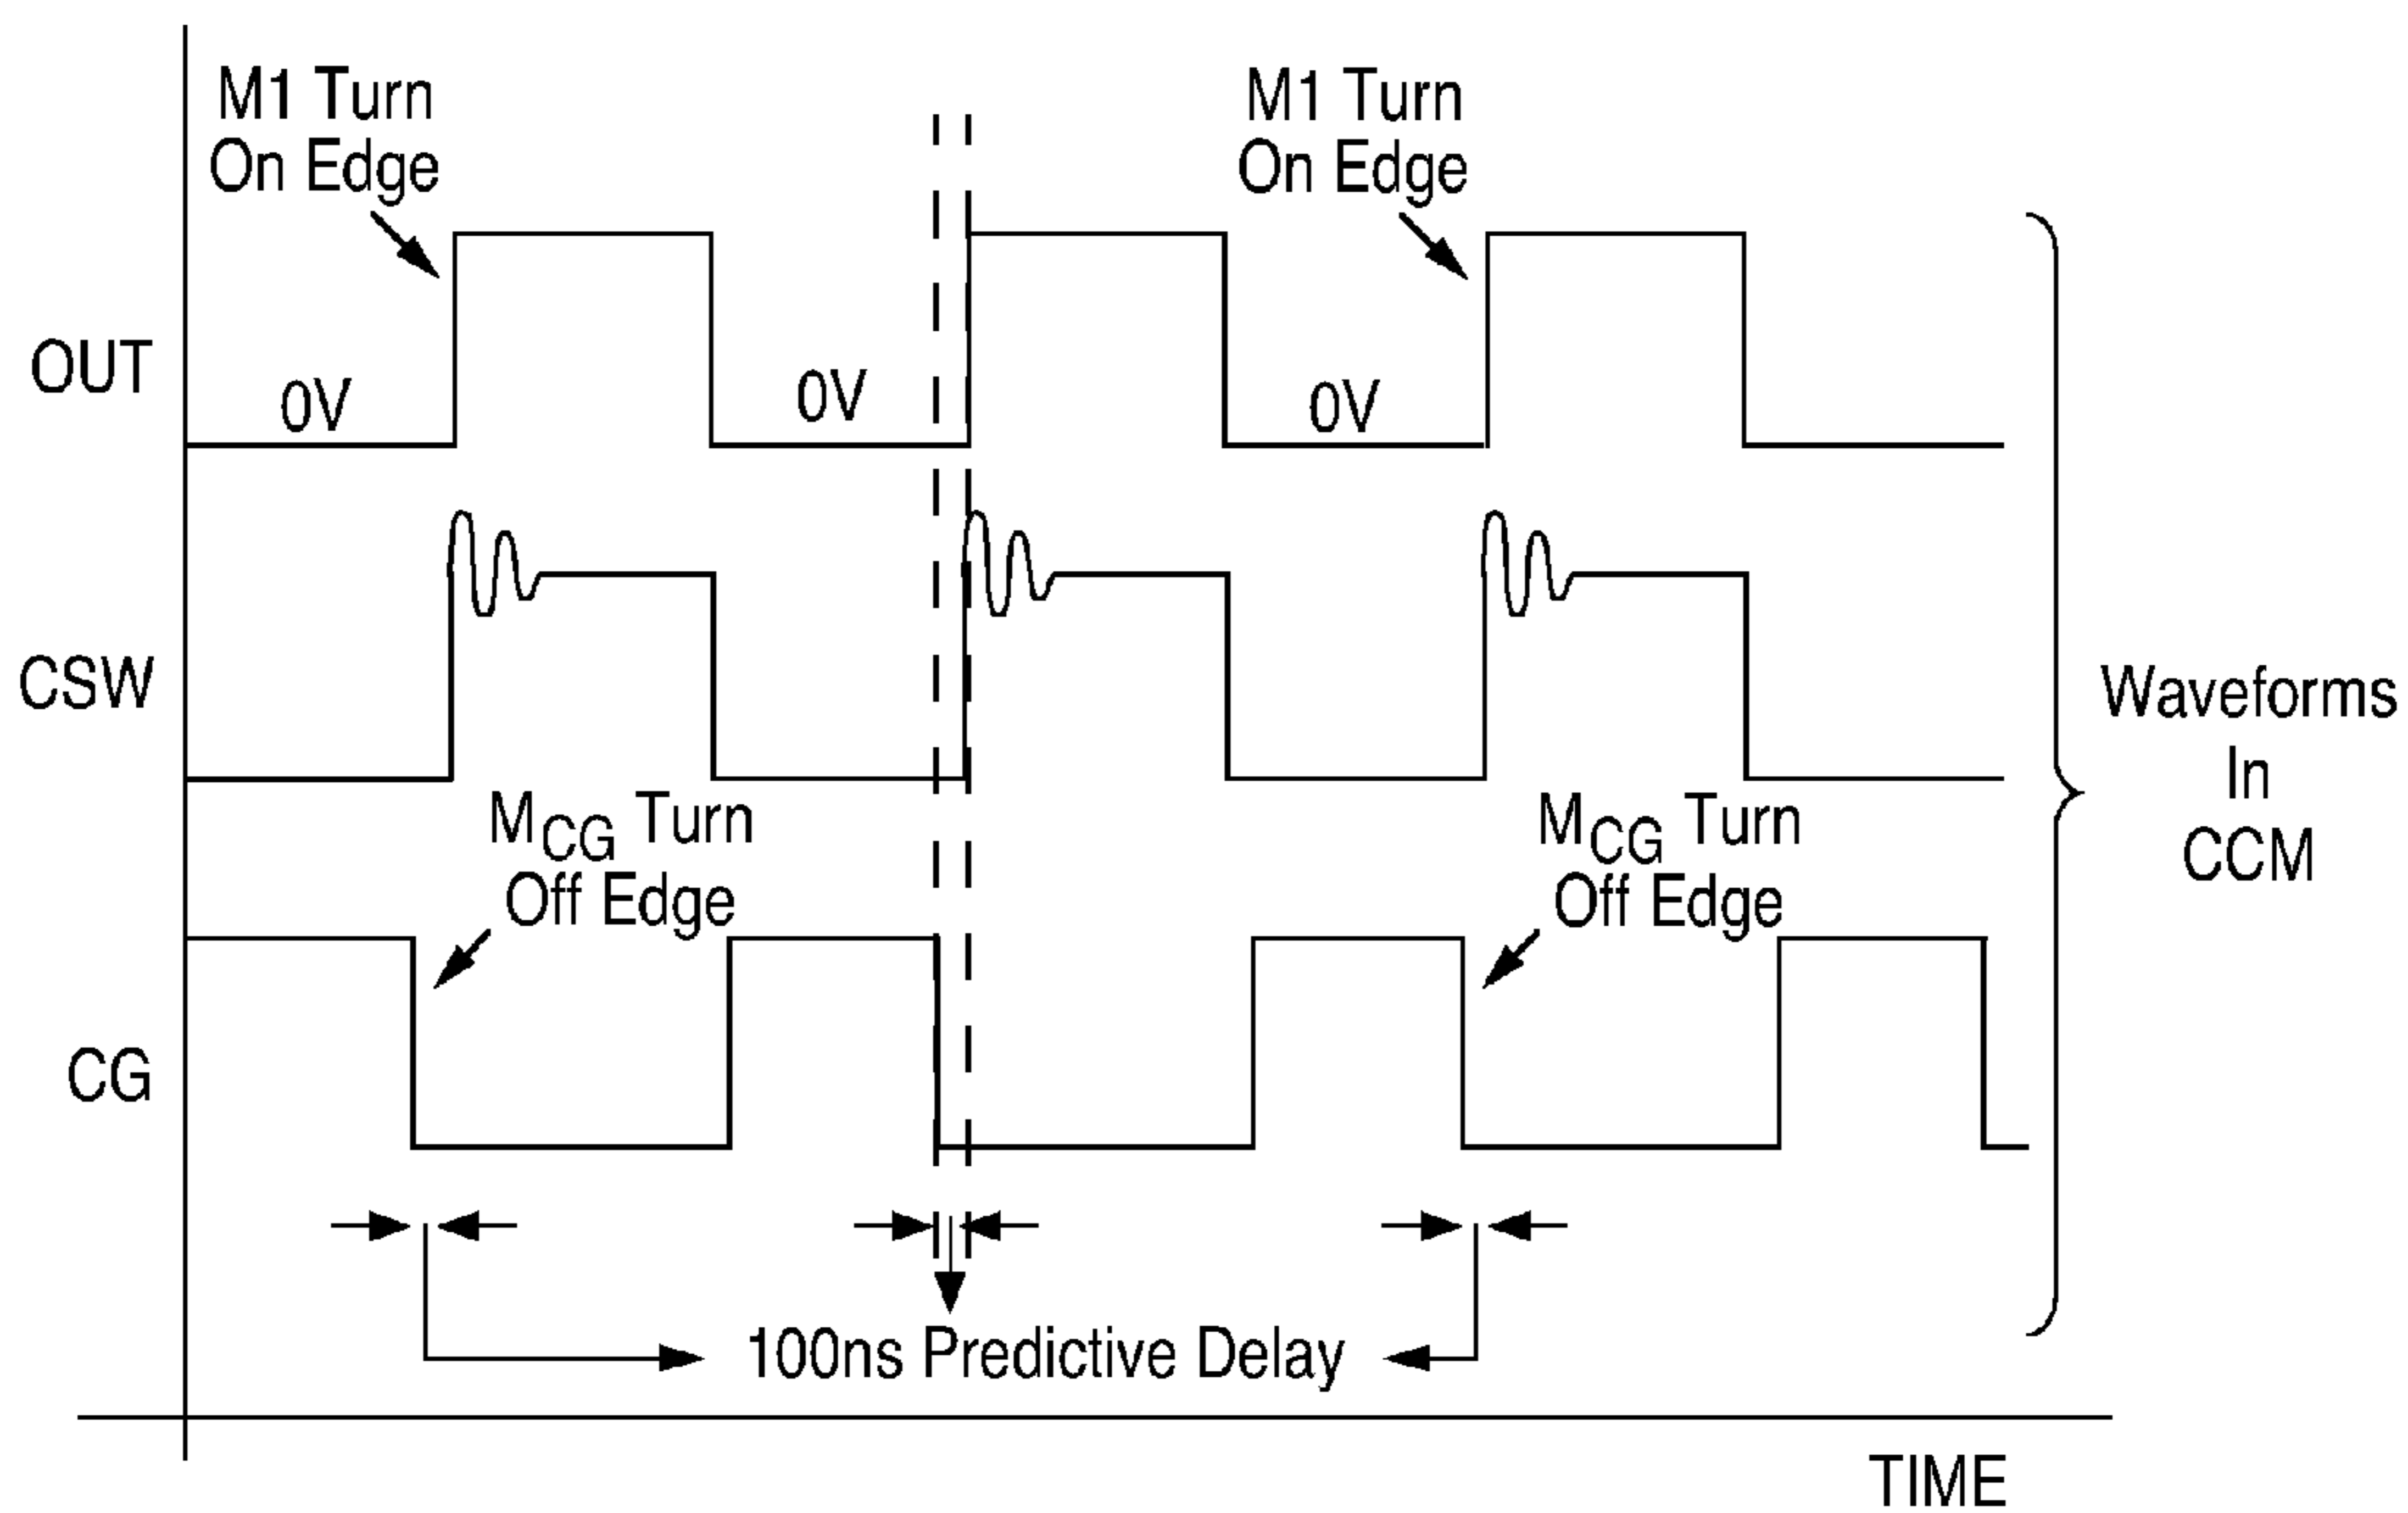 M1 Turn
On Edge
M1 Turn
On Edge
OUT
0V
0V
0V
CSW
MCG Turn
Off Edge
MCG Turn
Off Edge
Waveforms
In
CCM
CG
100ns Predictive Delay
TIME